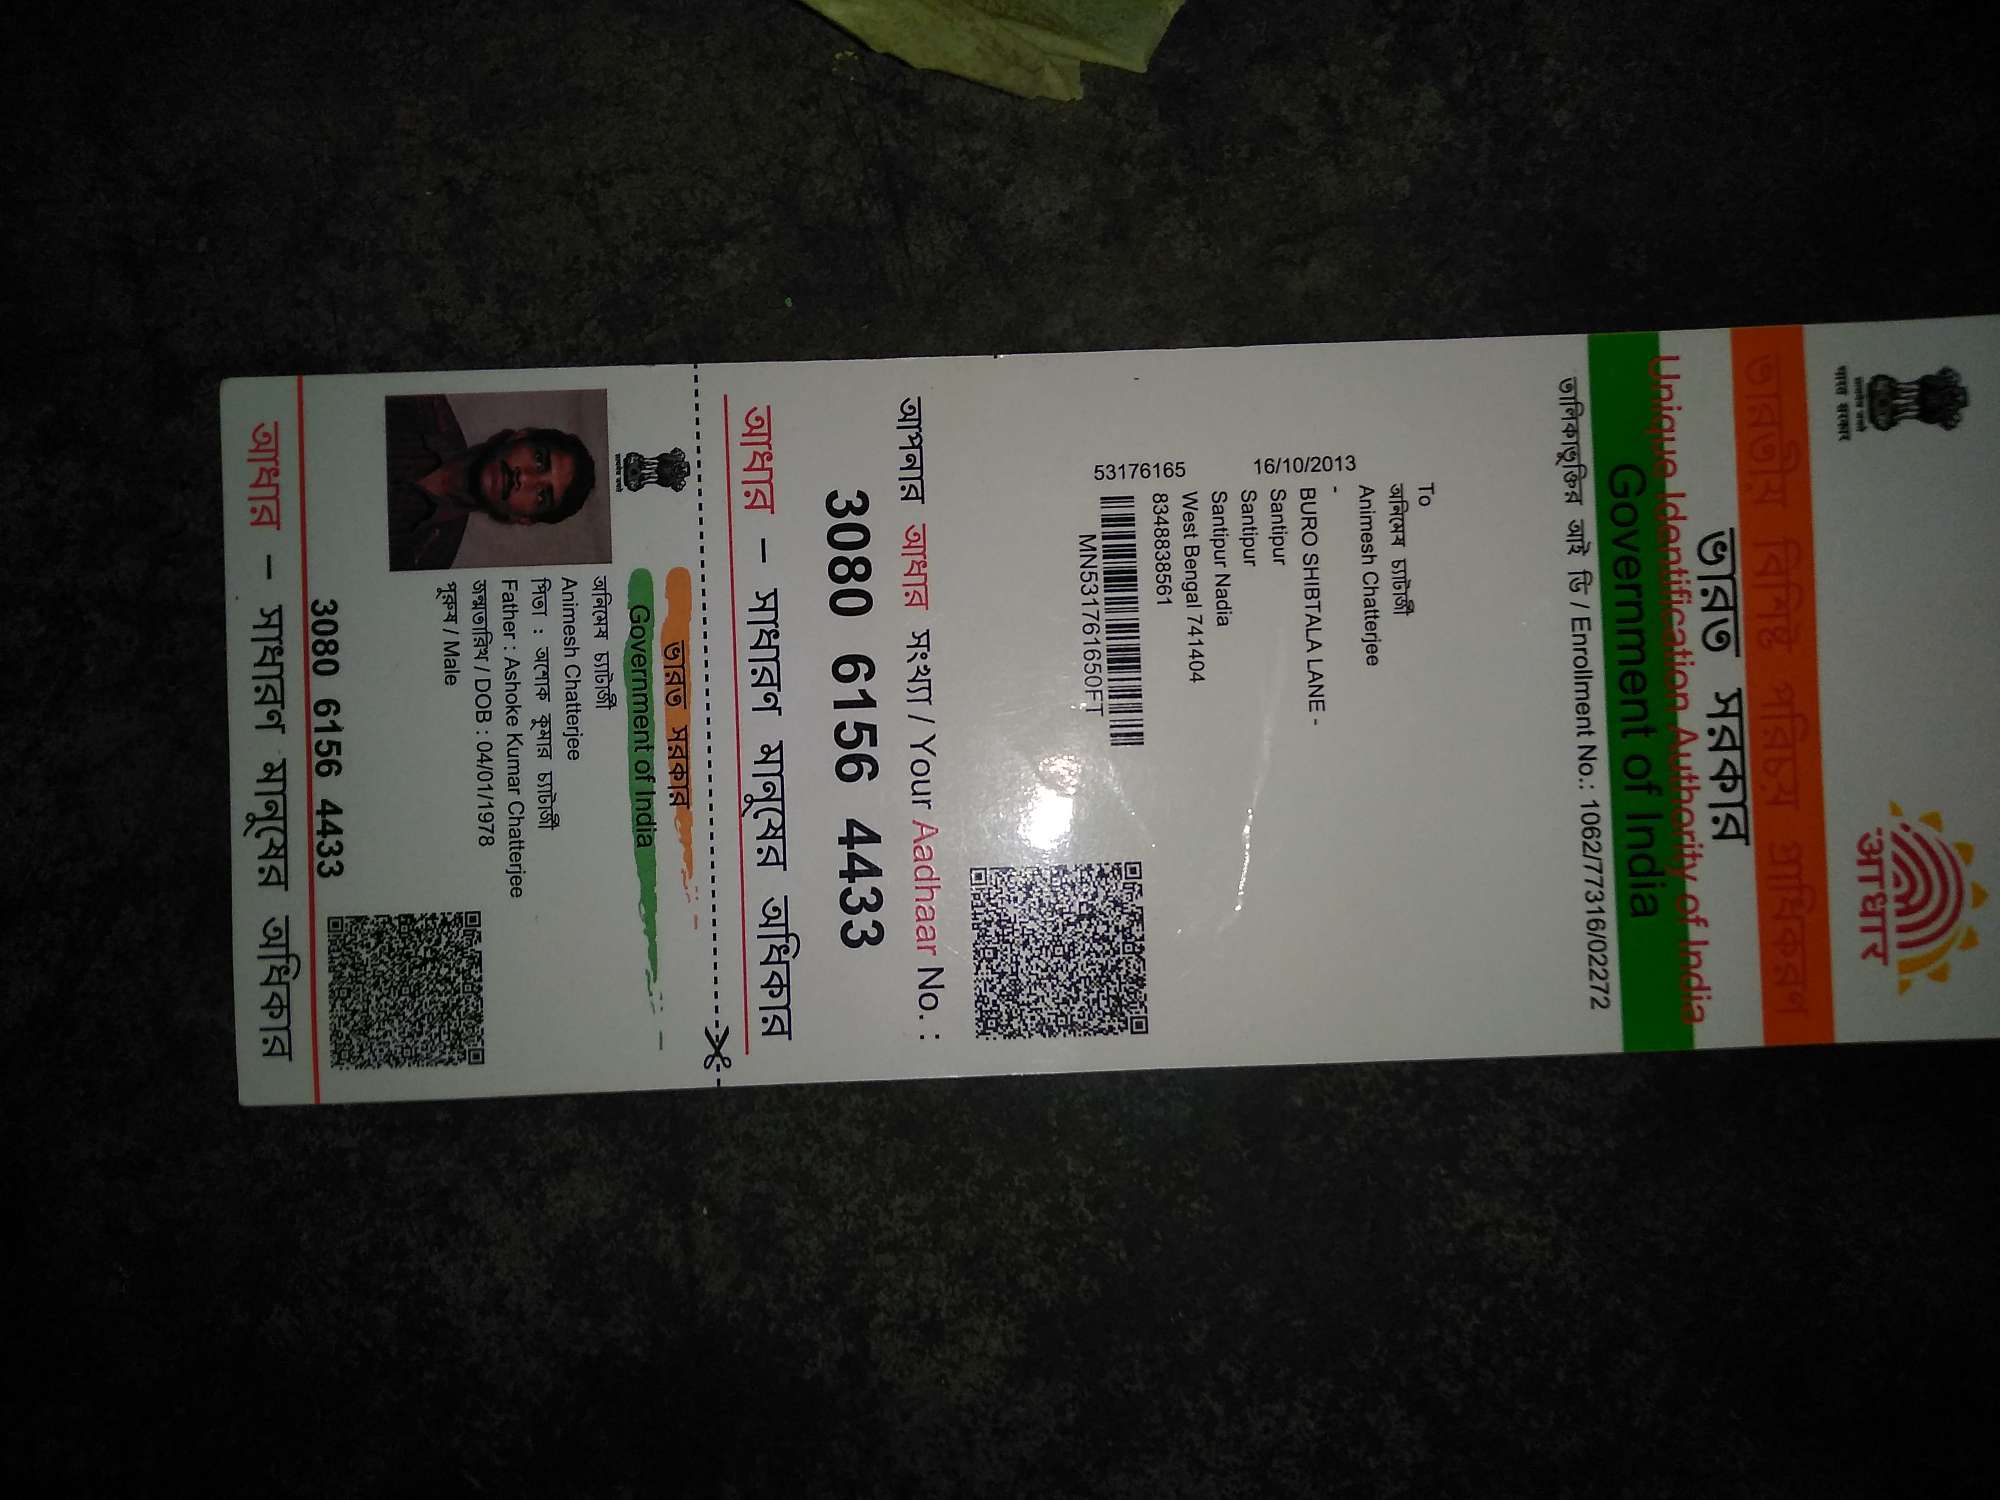 ভারত সরকার
ভারতীয় বিশিষ্ট পরিচয় প্রাধিকরণ
आधार
ভারত সরকার
Unique Identification Authority of India
Government of India
তালিকাভুক্তির আই ডি / Enrollment No.: 1062/77316/02272
To
অনিমেষ চ্যাটার্জী
Animesh Chatterjee
-
16/10/2013
BURO SHIBTALA LANE -
Santipur
Santipur
Santipur Nadia
West Bengal 741404
8348838561
53176165
MN531761650FT
আপনার আধার সংখ্যা / Your Aadhaar No. :
3080 6156 4433
আধার - সাধারণ মানুষের অধিকার
ভারত সরকার
Government of India
অনিমেষ চ্যাটার্জী
Animesh Chatterjee
পিতা : অশোক কুমার চ্যাটার্জী
Father : Ashoke Kumar Chatterjee
জন্মতারিখ / DOB : 04/01/1978
পুরুষ / Male
3080 6156 4433
আধার - সাধারণ মানুষের অধিকার